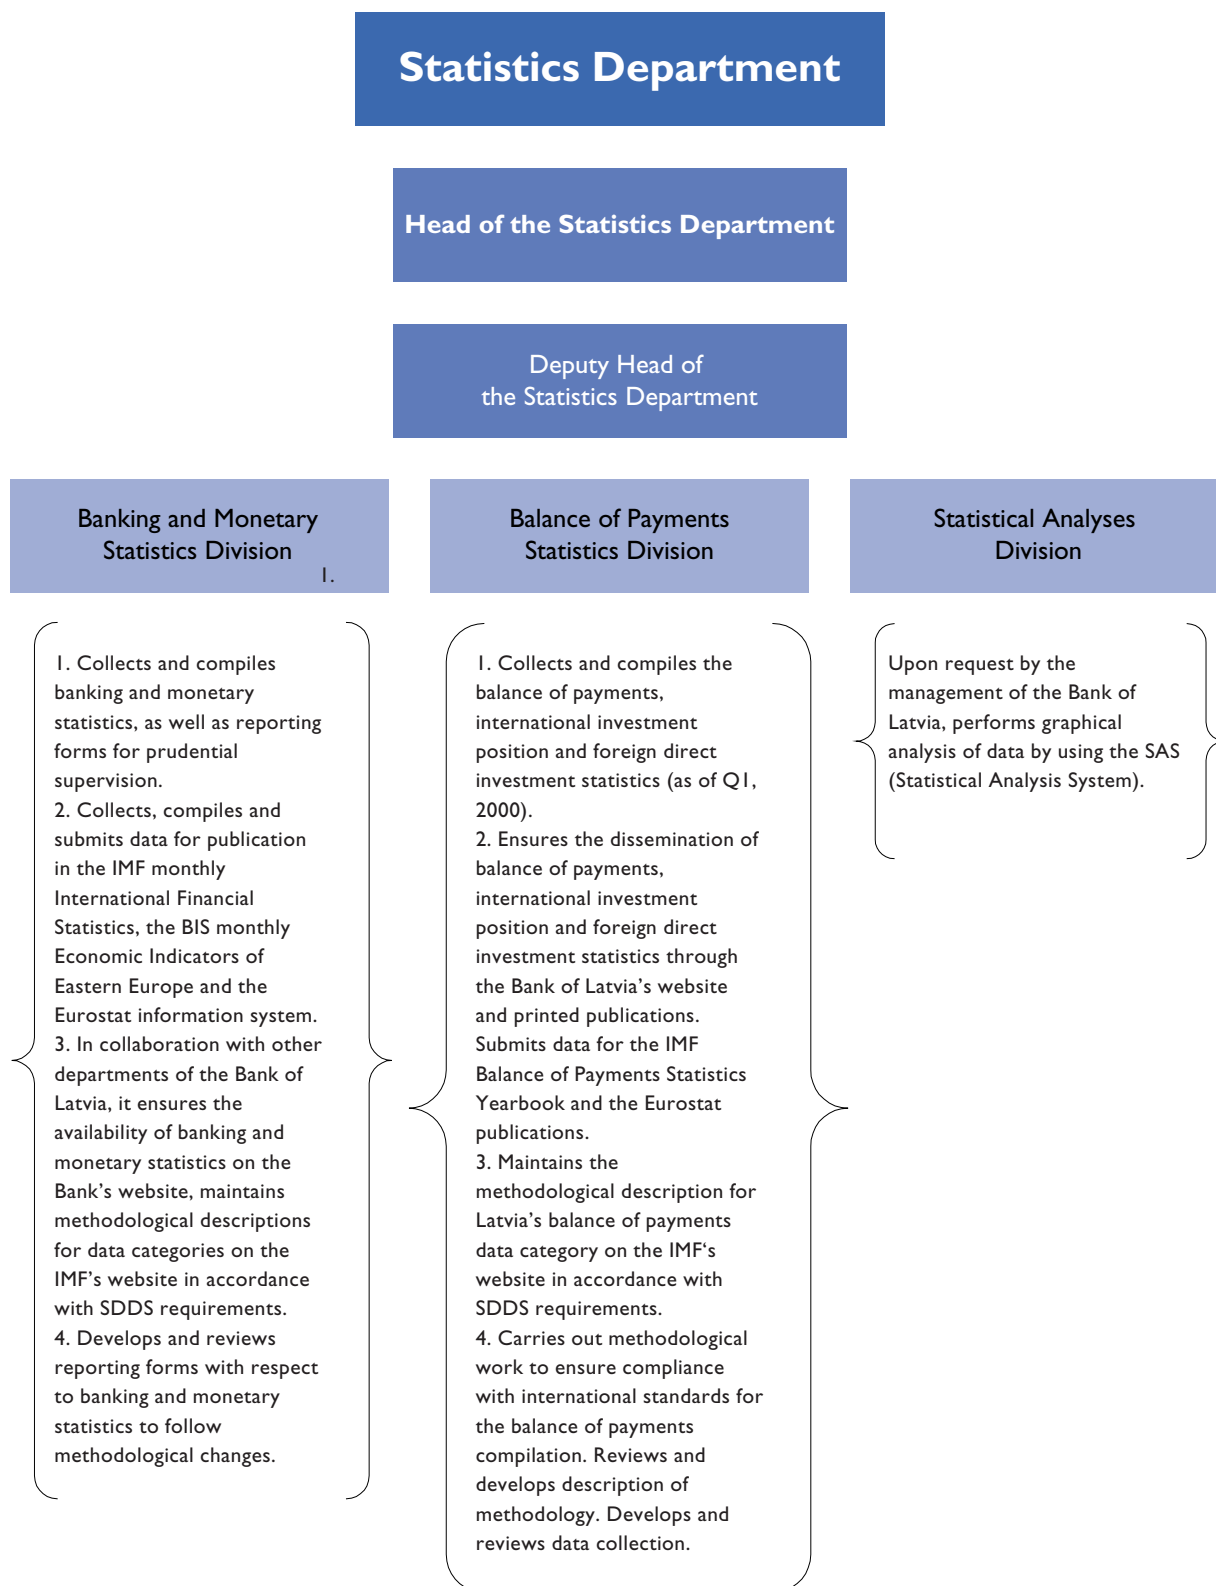 Statistics Department
Head of the Statistics Department
Deputy Head of
the Statistics Department
Banking and Monetary
Statistics Division
1.
Balance of Payments
Statistics Division
Statistical Analyses
Division
1. Collects and compiles
banking and monetary
statistics, as well as reporting
forms for prudential
supervision.
2. Collects, compiles and
submits data for publication
in the IMF monthly
International Financial
Statistics, the BIS monthly
Economic Indicators of
Eastern Europe and the
Eurostat information system.
3. In collaboration with other
departments of the Bank of
Latvia, it ensures the
availability of banking and
monetary statistics on the
Bank’s website, maintains
methodological descriptions
for data categories on the
IMF’s website in accordance
with SDDS requirements.
4. Develops and reviews
reporting forms with respect
to banking and monetary
statistics to follow
methodological changes.
1. Collects and compiles the
balance of payments,
international investment
position and foreign direct
investment statistics (as of Q1,
2000).
2. Ensures the dissemination of
balance of payments,
international investment
position and foreign direct
investment statistics through
the Bank of Latvia’s website
and printed publications.
Submits data for the IMF
Balance of Payments Statistics
Yearbook and the Eurostat
publications.
3. Maintains the
methodological description for
Latvia’s balance of payments
data category on the IMF‘s
website in accordance with
SDDS requirements.
4. Carries out methodological
work to ensure compliance
with international standards for
the balance of payments
compilation. Reviews and
develops description of
methodology. Develops and
reviews data collection.
Upon request by the
management of the Bank of
Latvia, performs graphical
analysis of data by using the SAS
(Statistical Analysis System).